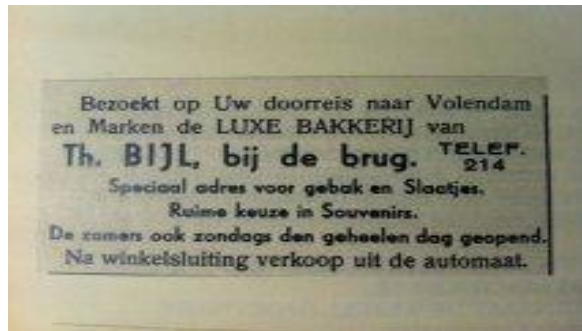 Bezoekt op Uw doorreis naar Volendam
en Marken de LUXE BAKKERIJ van
Th. BIJL, bij de brug. TELEF. 214
Speciaal adres voor gebak en Slaatjes.
Ruime keuze in Souvenirs.
De zomers ook zondags den geheelen dag geopend.
Na winkelsluiting verkoop uit de automaat.